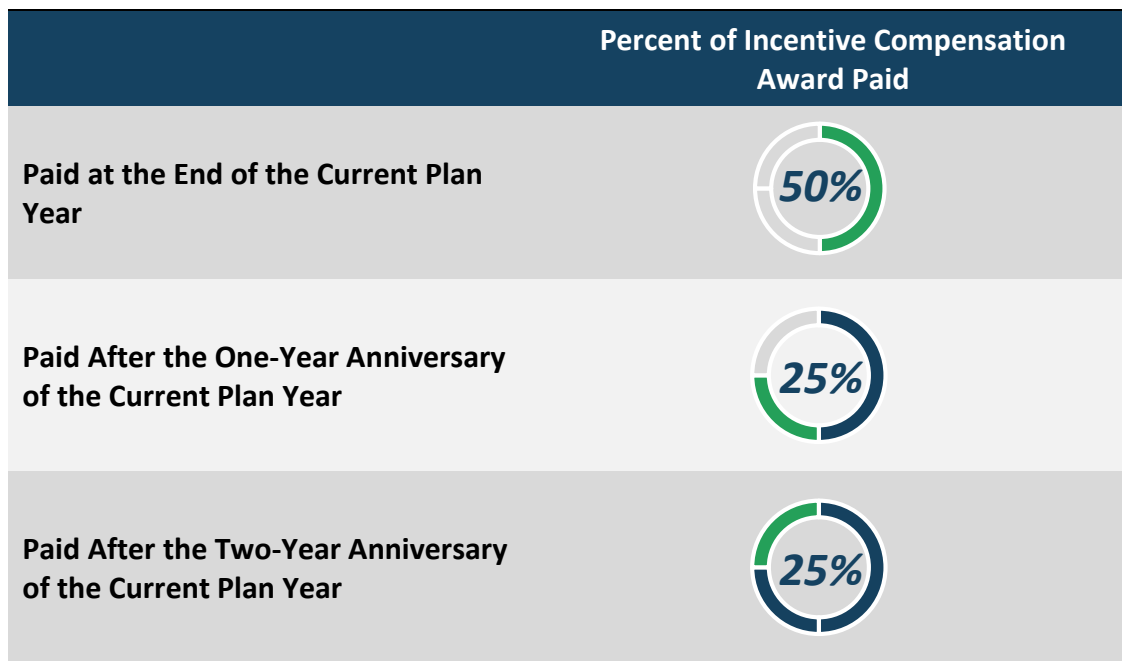 Percent of Incentive Compensation
Award Paid
Paid at the End of the Current Plan
Year
50%
Paid After the One-Year Anniversary
of the Current Plan Year
25%
Paid After the Two-Year Anniversary
of the Current Plan Year
25%